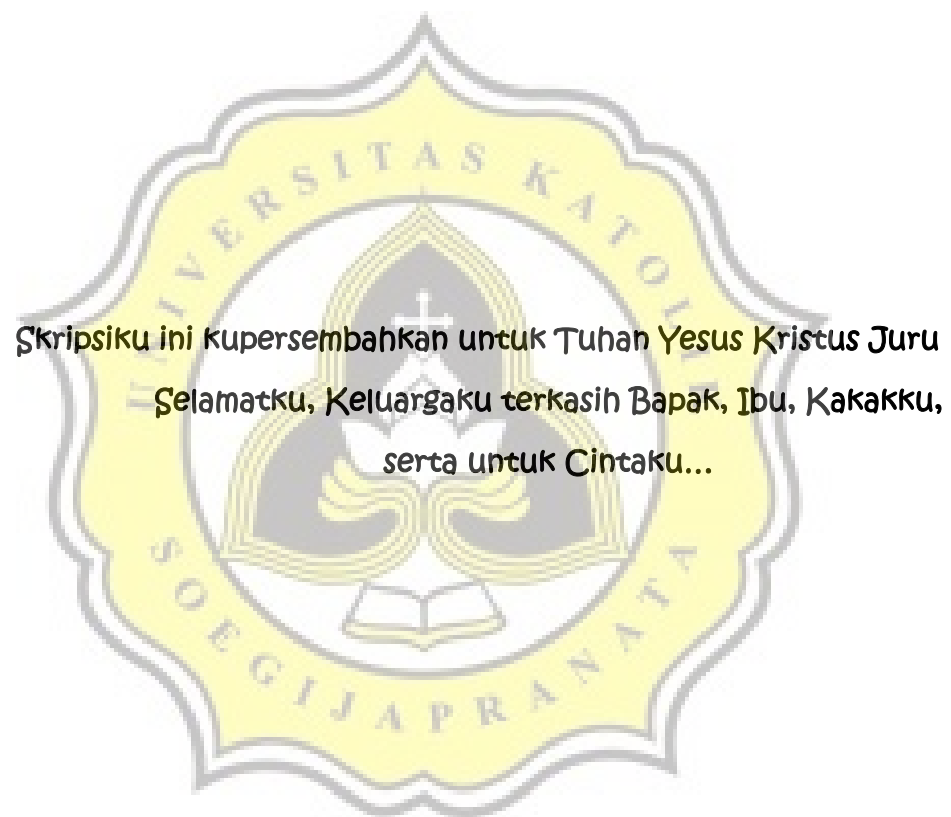 UNIVERSITAS KATOLIK
Skripsiku ini kupersembahkan untuk Tuhan Yesus Kristus Juru
Selamatku, Keluargaku terkasih Bapak, Ibu, Kakakku,
serta untuk Cintaku...
SOEGIJAPRANATA